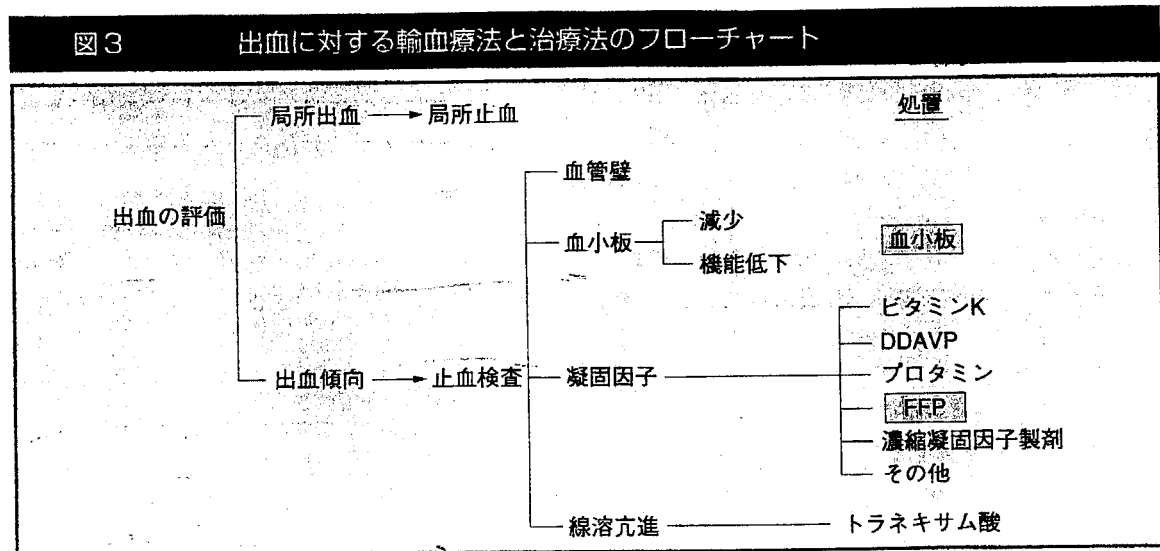 図3 出血に対する輸血療法と治療法のフローチャート
処置
局所出血 局所止血
血管壁
出血の評価
減少
血小板
血小板
機能低下
ビタミンK
DDAVP
出血傾向 止血検査 凝固因子 プロタミン
FFP
濃縮凝固因子製剤
その他
線溶亢進 トラネキサム酸